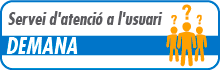 Servei d'atenció a l'usuari
DEMANA
? ? ?